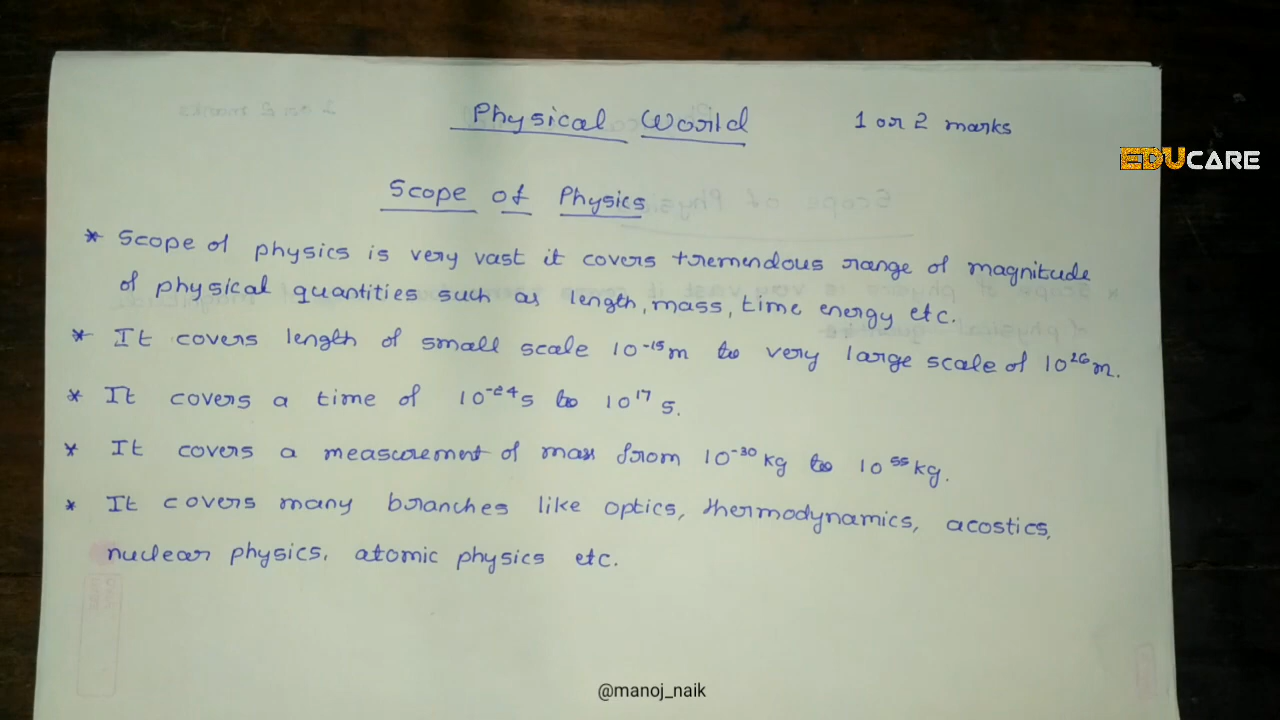 Physical World 1 or 2 marks
EDUCARE
Scope of Physics
* Scope of physics is very vast it covers tremendous range of magnitude
of physical quantities such as length, mass, time energy etc.
* It covers length of small scale 10⁻¹⁵m to very large scale of 10²⁶m.
* It covers a time of 10⁻²⁴s to 10¹⁷ s.
* It covers a measurement of mass from 10⁻³⁰kg to 10⁵⁵kg.
* It covers many branches like optics, thermodynamics, acostics,
nuclear physics, atomic physics etc.
@manoj_naik